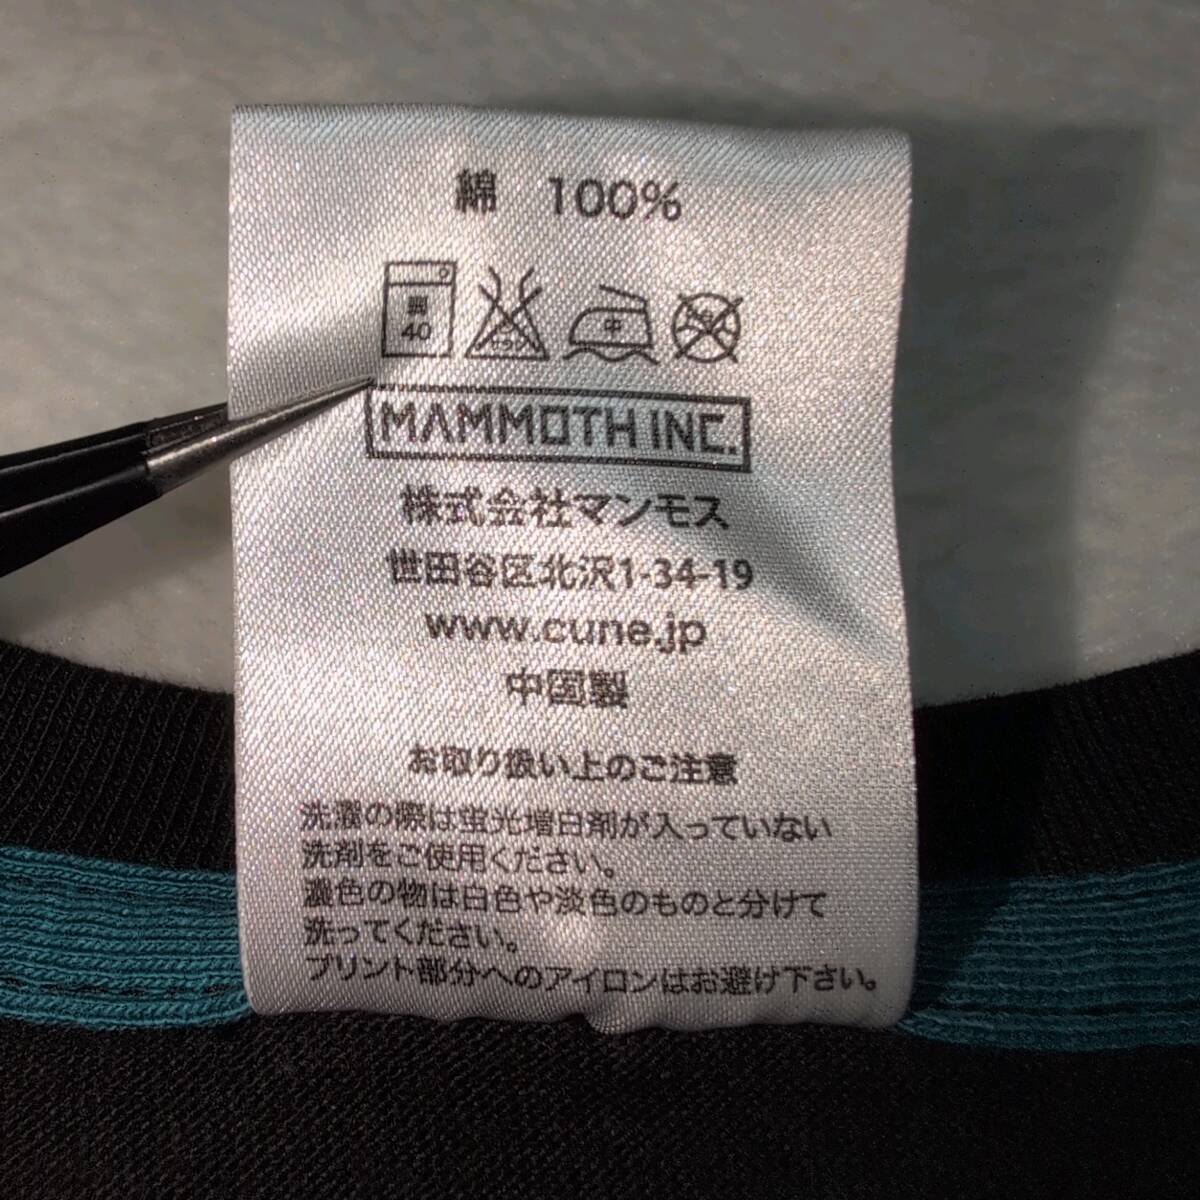 綿 100%
40
中
MAMMOTH INC.
株式会社マンモス
世田谷区北沢1-34-19
www.cune.jp
中国製
お取り扱い上のご注意
洗濯の際は蛍光増白剤が入っていない
洗剤をご使用ください。
濃色の物は白色や淡色のものと分けて
洗ってください。
プリント部分へのアイロンはお避け下さい。